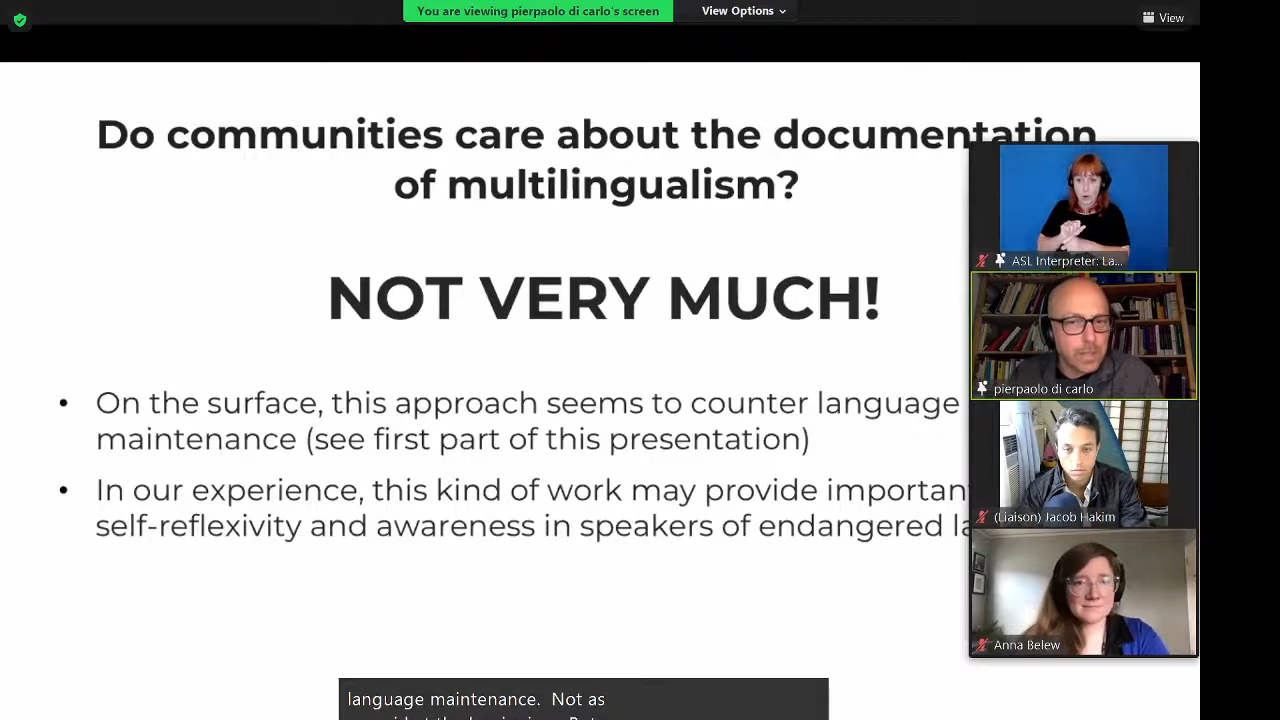 You are viewing pierpaolo di carlo's screen
View Options
View
Do communities care about the documentation
of multilingualism?
NOT VERY MUCH!
• On the surface, this approach seems to counter language
maintenance (see first part of this presentation)
• In our experience, this kind of work may provide important
self-reflexivity and awareness in speakers of endangered la
ASL Interpreter: La...
pierpaolo di carlo
(Liaison) Jacob Hakim
Anna Belew
language maintenance. Not as